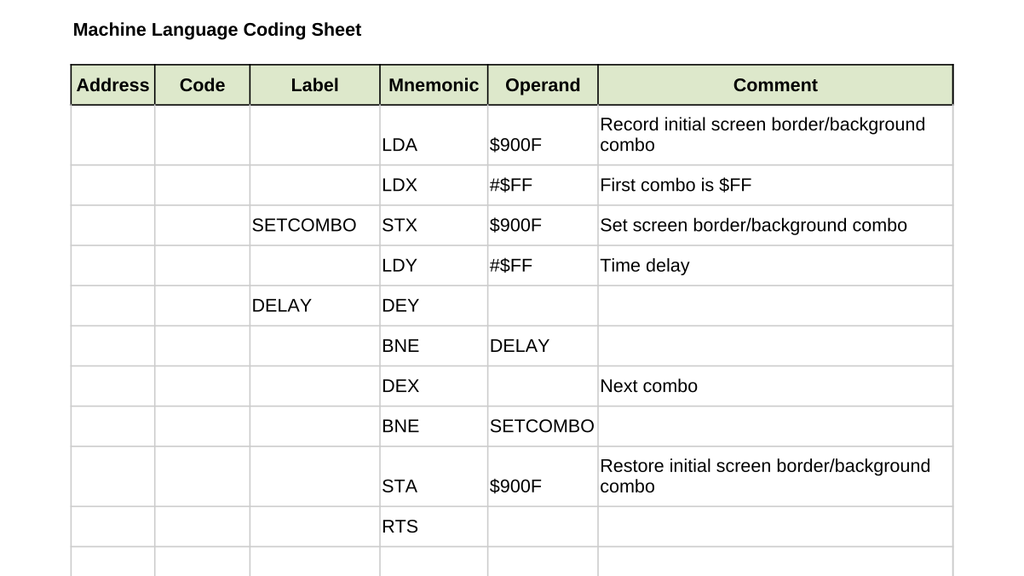 Machine Language Coding Sheet
Address Code Label Mnemonic Operand Comment
LDA $900F Record initial screen border/background
combo
LDX #$FF First combo is $FF
SETCOMBO STX $900F Set screen border/background combo
LDY #$FF Time delay
DELAY DEY
BNE DELAY
DEX Next combo
BNE SETCOMBO
STA $900F Restore initial screen border/background
combo
RTS